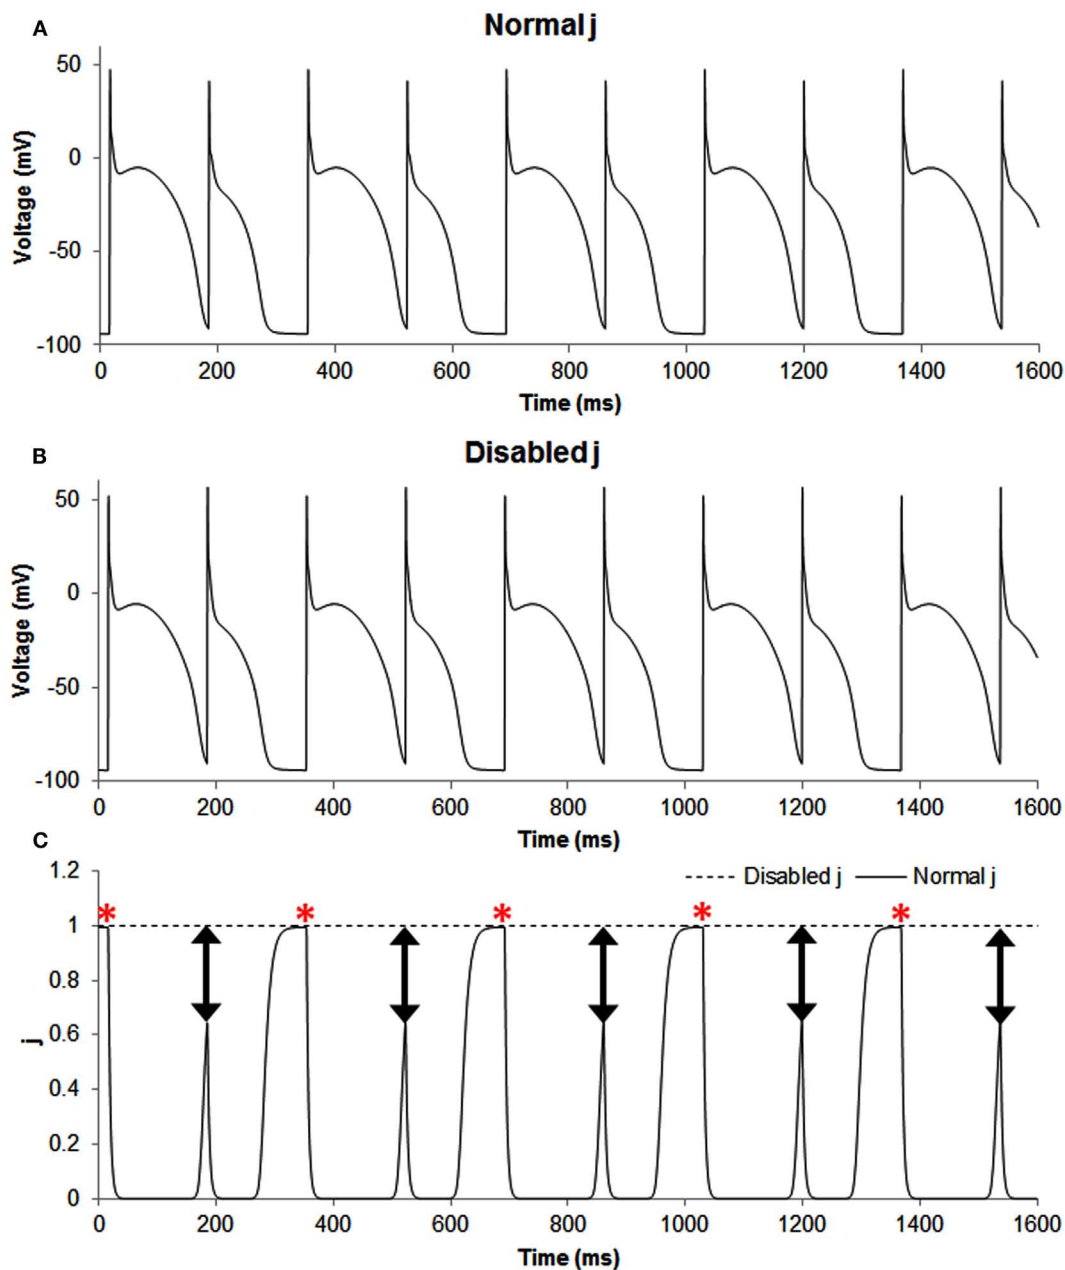 A
Normal j
Voltage (mV)
50
0
-50
-100
0 200 400 600 800 1000 1200 1400 1600
Time (ms)
B
Disabled j
Voltage (mV)
50
0
-50
-100
0 200 400 600 800 1000 1200 1400 1600
Time (ms)
C
j
1.2
1
0.8
0.6
0.4
0.2
0
Disabled j Normal j
* * * * *
0 200 400 600 800 1000 1200 1400 1600
Time (ms)